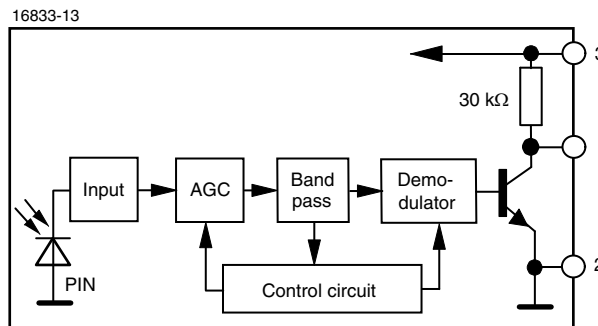 16833-13
3
30 kΩ
Input
AGC
Band
pass
Demo-
dulator
2
PIN
Control circuit